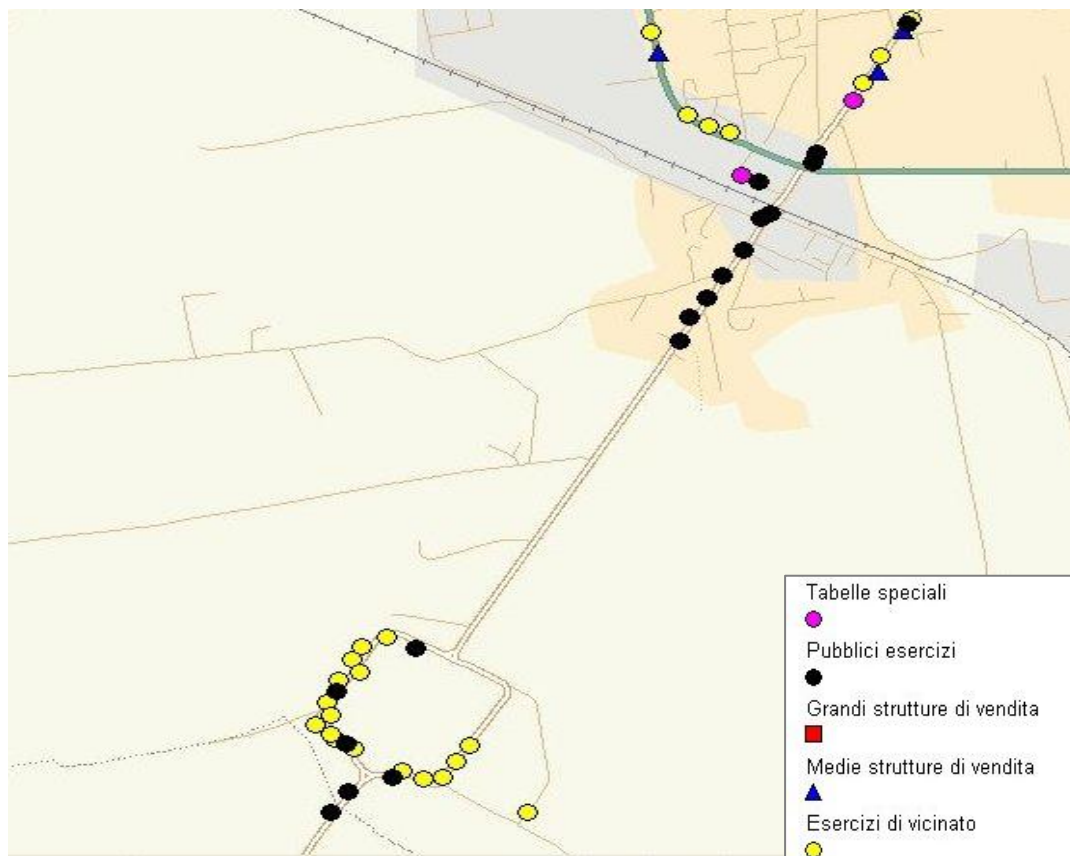 Tabelle speciali
Pubblici esercizi
Grandi strutture di vendita
Medie strutture di vendita
Esercizi di vicinato